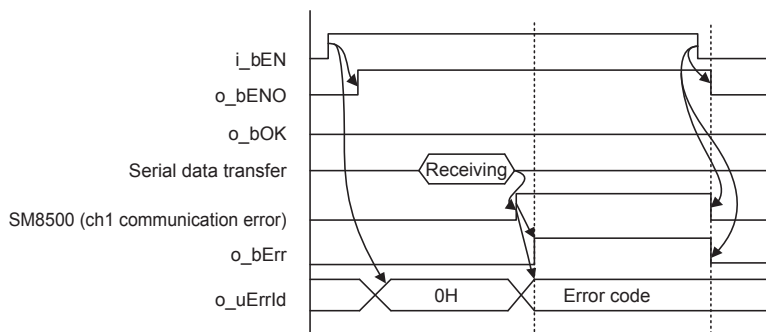 i_bEN
o_bENO
o_bOK
Serial data transfer
Receiving
SM8500 (ch1 communication error)
o_bErr
o_uErrId
0H
Error code